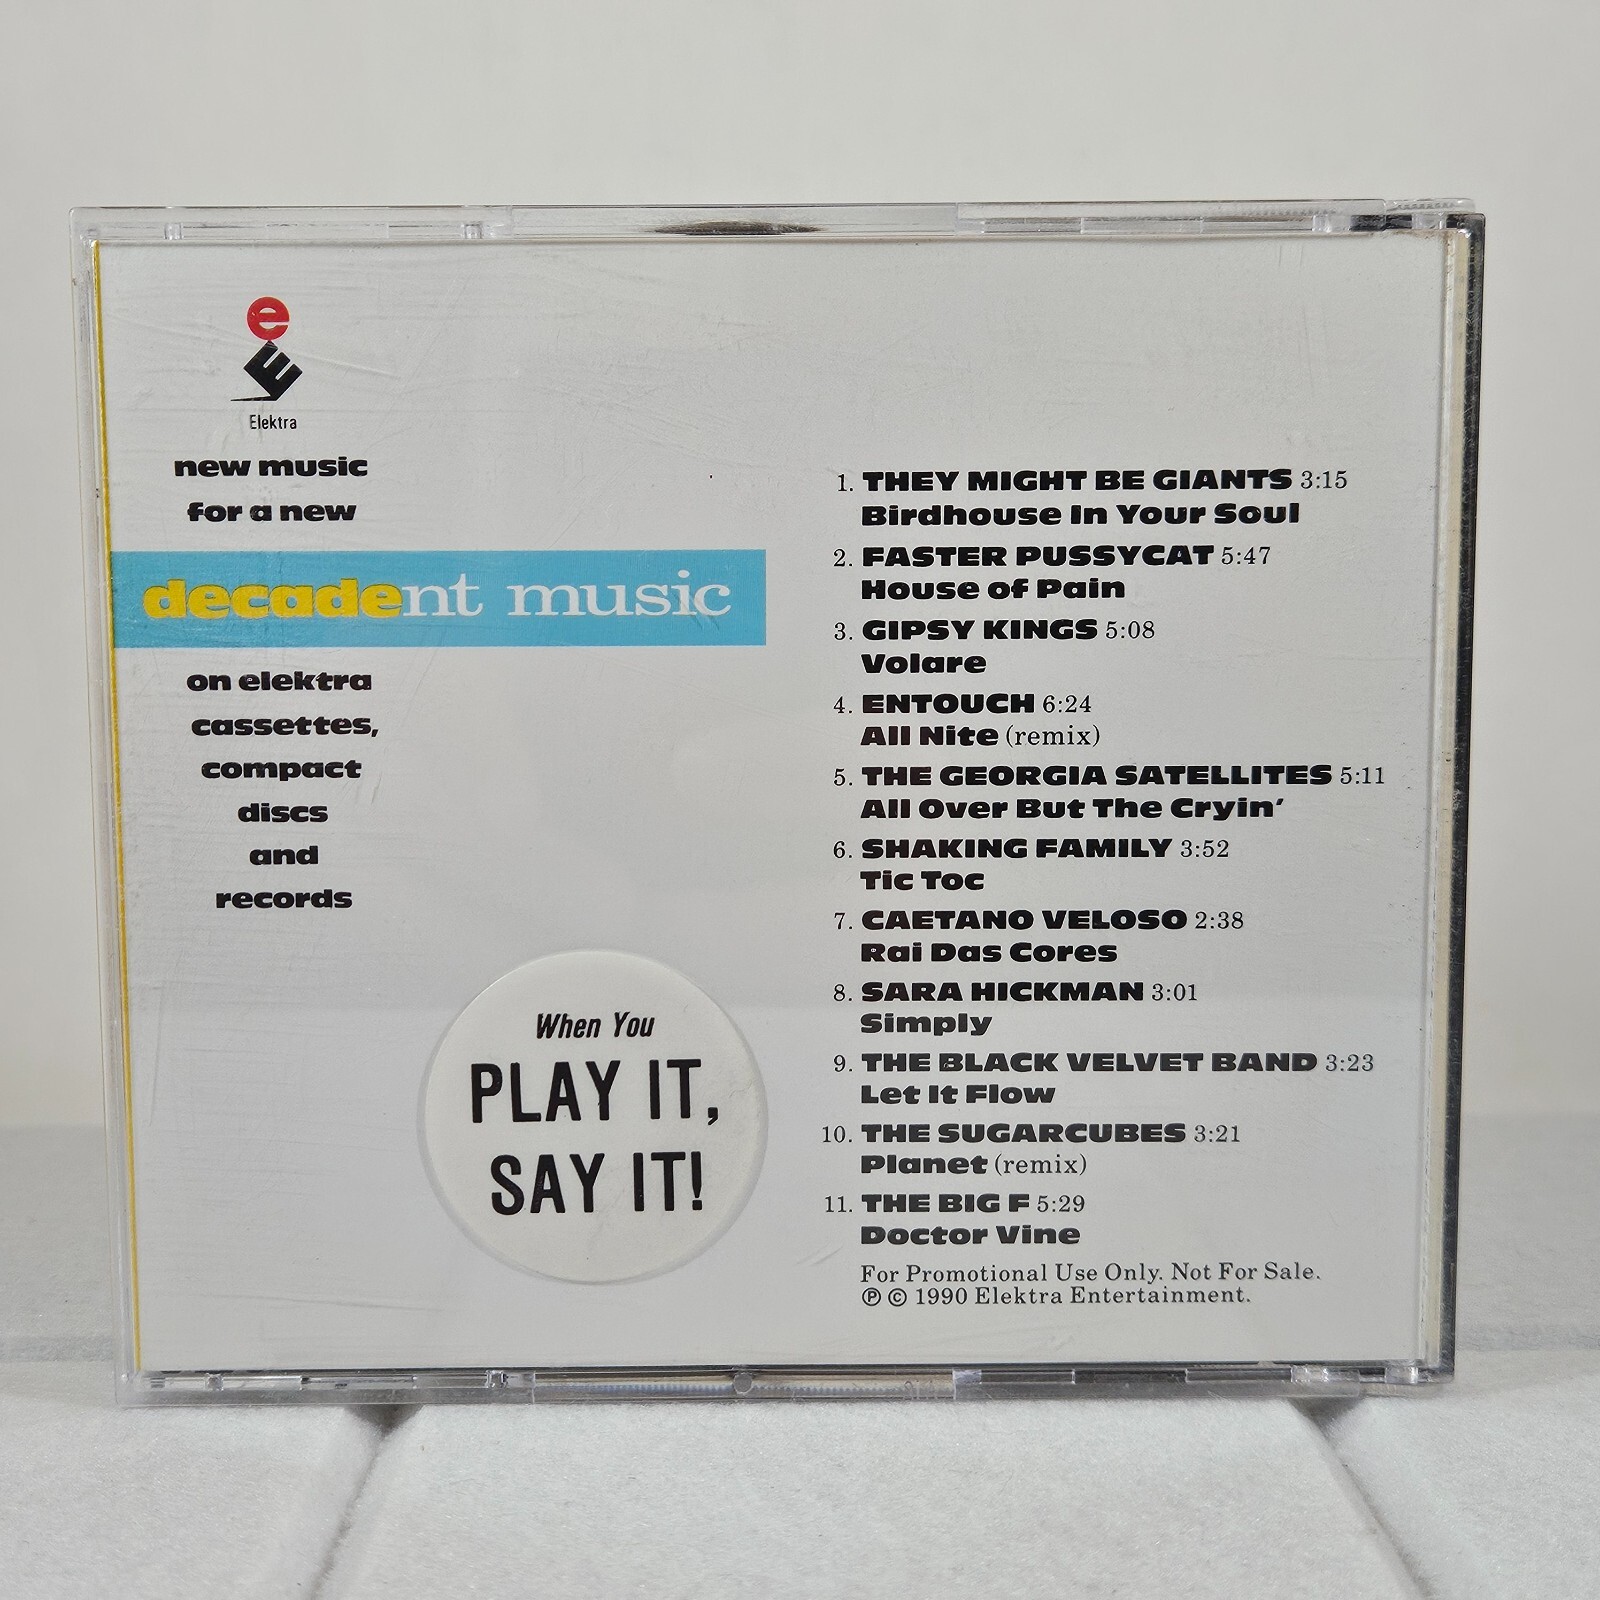 e
E
Elektra
new music
for a new
decadent music
on elektra
cassettes,
compact
discs
and
records
When You
PLAY IT,
SAY IT!
1. THEY MIGHT BE GIANTS 3:15
Birdhouse In Your Soul
2. FASTER PUSSYCAT 5:47
House of Pain
3. GIPSY KINGS 5:08
Volare
4. ENTOUCH 6:24
All Nite (remix)
5. THE GEORGIA SATELLITES 5:11
All Over But The Cryin'
6. SHAKING FAMILY 3:52
Tic Toc
7. CAETANO VELOSO 2:38
Rai Das Cores
8. SARA HICKMAN 3:01
Simply
9. THE BLACK VELVET BAND 3:23
Let It Flow
10. THE SUGARCUBES 3:21
Planet (remix)
11. THE BIG F 5:29
Doctor Vine
For Promotional Use Only. Not For Sale.
℗ © 1990 Elektra Entertainment.